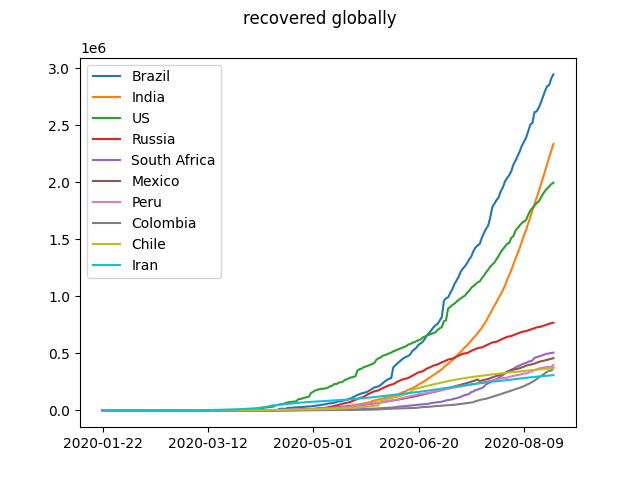 recovered globally
1e6
3.0
2.5
2.0
1.5
1.0
0.5
0.0
Brazil
India
US
Russia
South Africa
Mexico
Peru
Colombia
Chile
Iran
2020-01-22 2020-03-12 2020-05-01 2020-06-20 2020-08-09